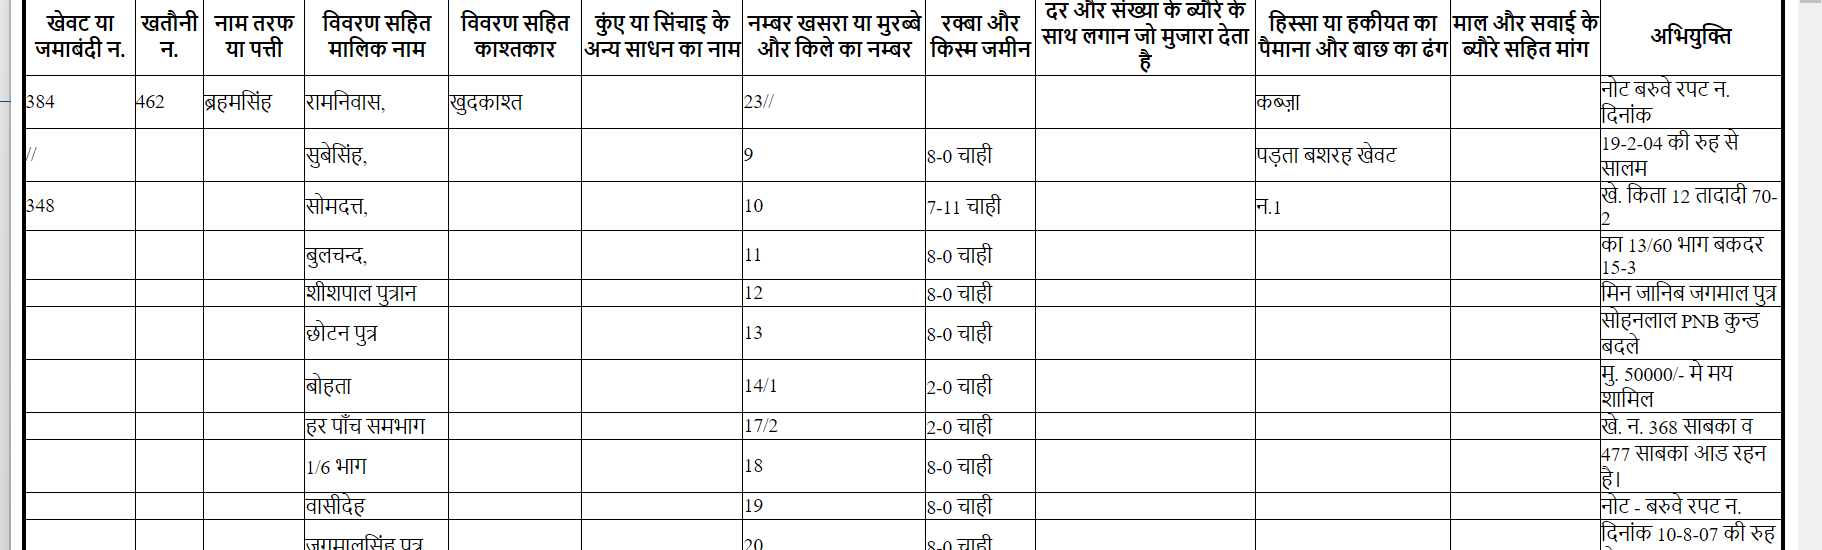 खेवट या जमाबंदी न. खतौनी न. नाम तरफ या पत्ती विवरण सहित मालिक नाम विवरण सहित काश्तकार कुंए या सिंचाइ के अन्य साधन का नाम नम्बर खसरा या मुरब्बे और किले का नम्बर रक्बा और किस्म जमीन दर और संख्या के ब्यौरे के साथ लगान जो मुजारा देता है हिस्सा या हकीयत का पैमाना और बाछ का ढंग माल और सवाई के ब्यौरे सहित मांग अभियुक्ति
384 462 ब्रहमसिंह रामनिवास, खुदकाश्त 23// कब्ज़ा नोट बरुवे रपट न. दिनांक
// सुबेसिंह, 9 8-0 चाही पड़ता बशरह खेवट 19-2-04 की रुह से सालम
348 सोमदत्त, 10 7-11 चाही न.1 खे. किता 12 तादादी 70-2
बुलचन्द, 11 8-0 चाही का 13/60 भाग बकदर 15-3
शीशपाल पुत्रान 12 8-0 चाही मिन जानिब जगमाल पुत्र
छोटन पुत्र 13 8-0 चाही सोहनलाल PNB कुन्ड बदले
बोहता 14/1 2-0 चाही मु. 50000/- मे मय शामिल
हर पाँच समभाग 17/2 2-0 चाही खे. न. 368 साबका व
1/6 भाग 18 8-0 चाही 477 साबका आड रहन है।
वासीदेह 19 8-0 चाही नोट - बरुवे रपट न.
जगमालसिंह पुत्र 20 8-0 चाही दिनांक 10-8-07 की रुह